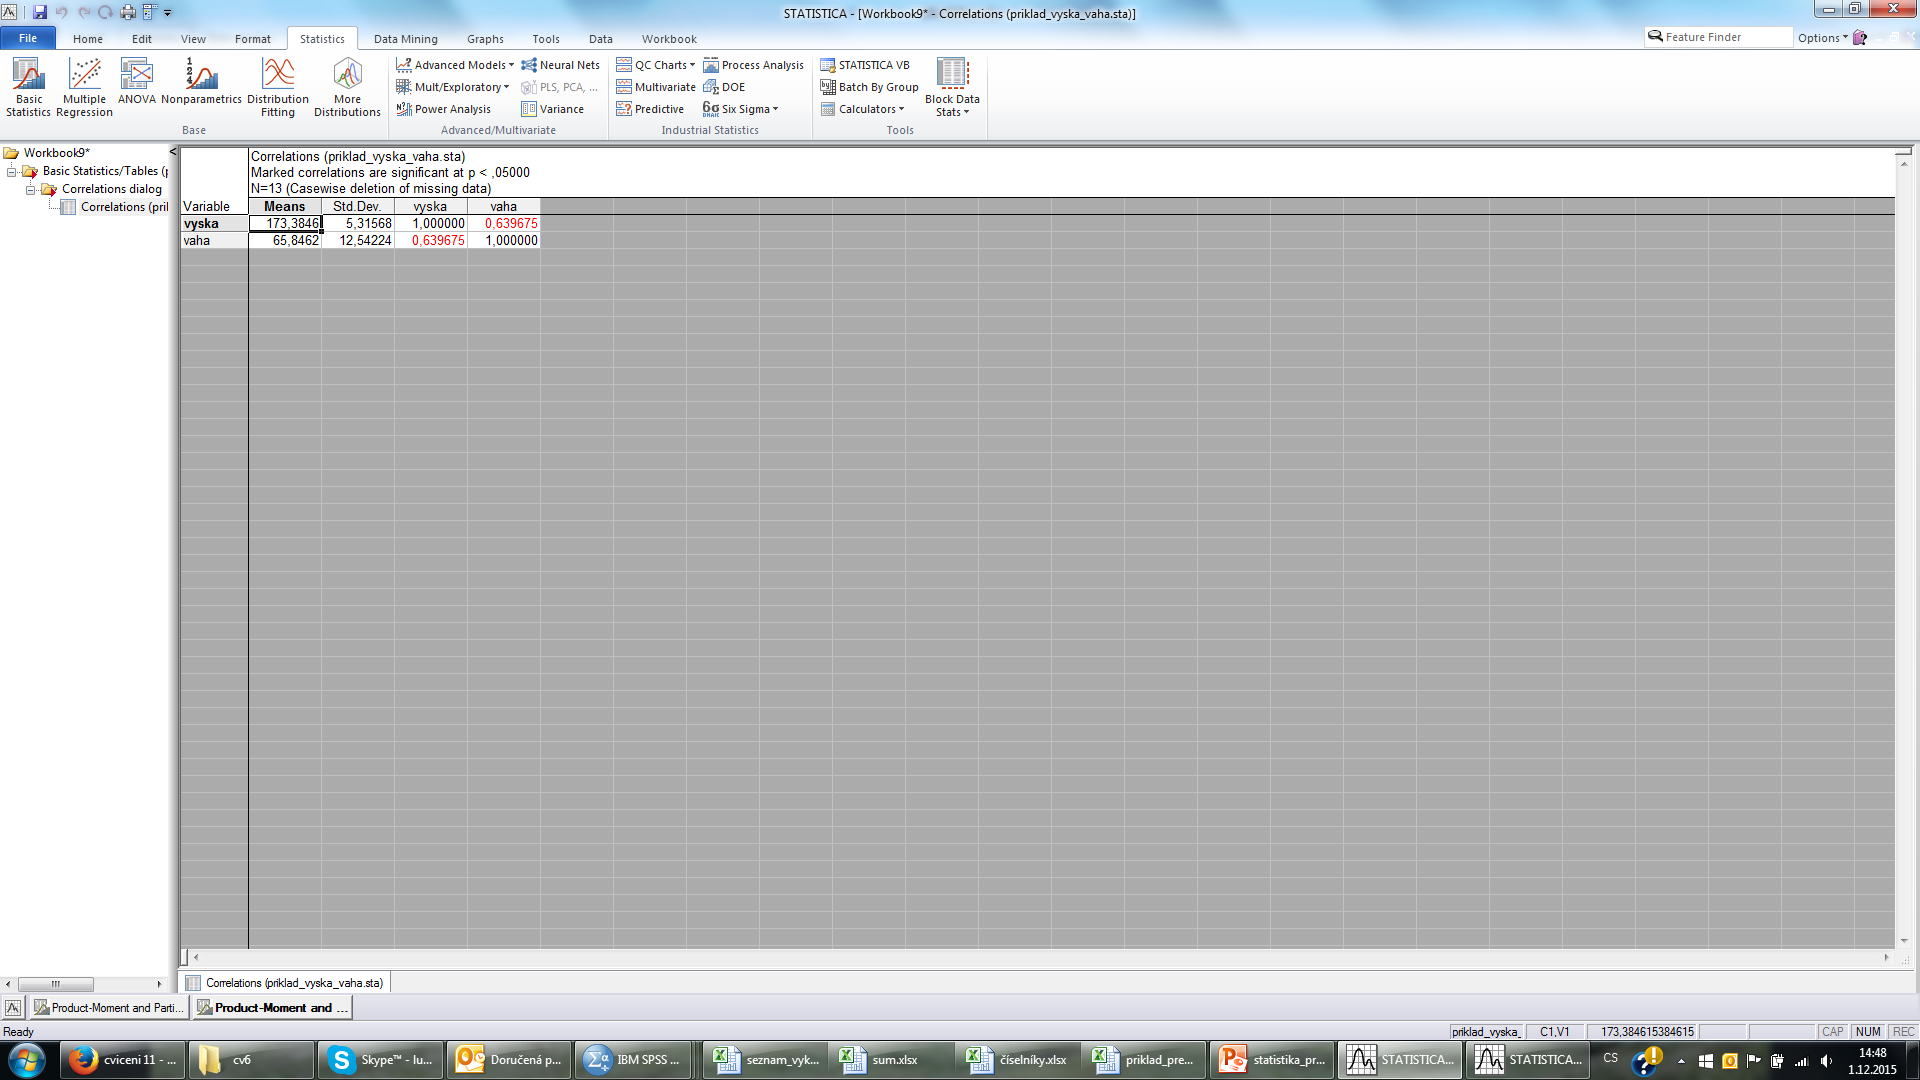 STATISTICA - [Workbook9* - Correlations (priklad_vyska_vaha.sta)]
File Home Edit View Format Statistics Data Mining Graphs Tools Data Workbook Feature Finder Options
Basic Statistics
Multiple Regression
ANOVA
Nonparametrics
Distribution Fitting
More Distributions
Base
Advanced Models Neural Nets
Mult/Exploratory PLS, PCA, ...
Power Analysis Variance
Advanced/Multivariate
QC Charts Process Analysis
Multivariate DOE
Predictive Six Sigma
Industrial Statistics
STATISTICA VB
Batch By Group
Calculators
Block Data Stats
Tools
Workbook9*
Basic Statistics/Tables (p
Correlations dialog
Correlations (pril
Correlations (priklad_vyska_vaha.sta)
Marked correlations are significant at p < ,05000
N=13 (Casewise deletion of missing data)
Variable Means Std.Dev. vyska vaha
vyska 173,3846 5,31568 1,000000 0,639675
vaha 65,8462 12,54224 0,639675 1,000000
Correlations (priklad_vyska_vaha.sta)
Product-Moment and Parti... Product-Moment and ...
Ready priklad_vyska_ C1,V1 173,384615384615 CAP NUM REC
cviceni 11 - ... cv6 Skype™ - lu... Doručená p... IBM SPSS ... seznam_vyk... sum.xlsx číselníky.xlsx priklad_pre... statistika_pr... STATISTICA... STATISTICA... CS 14:48
1.12.2015